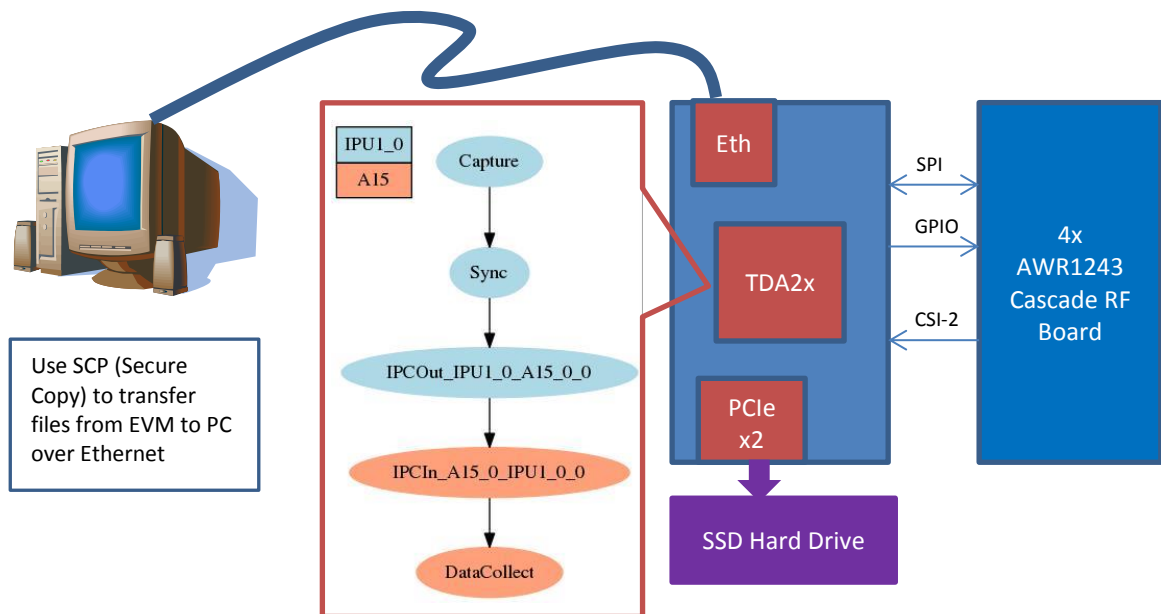 Use SCP (Secure
Copy) to transfer
files from EVM to PC
over Ethernet
IPU1_0
A15
Capture
Sync
IPCOut_IPU1_0_A15_0_0
IPCIn_A15_0_IPU1_0_0
DataCollect
Eth
TDA2x
PCIe
x2
SSD Hard Drive
SPI
GPIO
CSI-2
4x
AWR1243
Cascade RF
Board